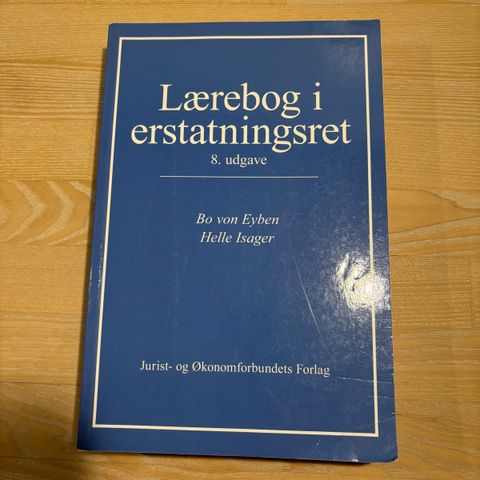 Lærebog i
erstatningsret
8. udgave
Bo von Eyben
Helle Isager
Jurist- og Økonomforbundets Forlag